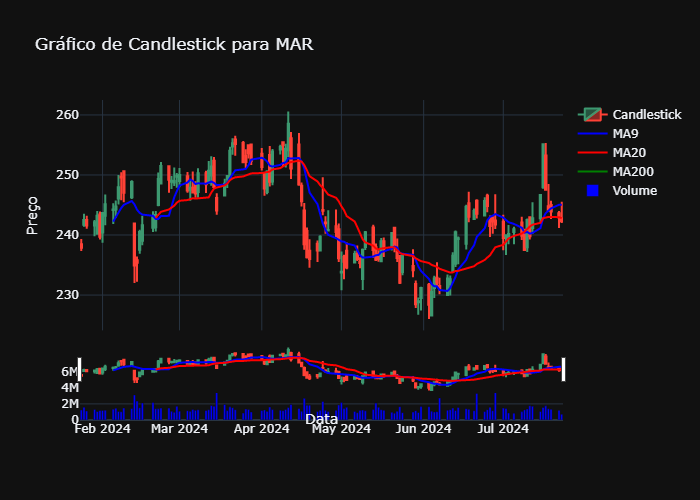 Gráfico de Candlestick para MAR
260
250
240
230
Preço
Candlestick
MA9
MA20
MA200
Volume
6M
4M
2M
0
Data
Feb 2024 Mar 2024 Apr 2024 May 2024 Jun 2024 Jul 2024